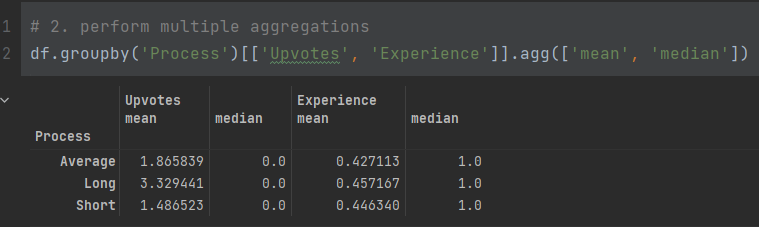 1 # 2. perform multiple aggregations
2 df.groupby('Process')[['Upvotes', 'Experience']].agg(['mean', 'median'])
Upvotes Experience
mean median mean median
Process
Average 1.865839 0.0 0.427113 1.0
Long 3.329441 0.0 0.457167 1.0
Short 1.486523 0.0 0.446340 1.0